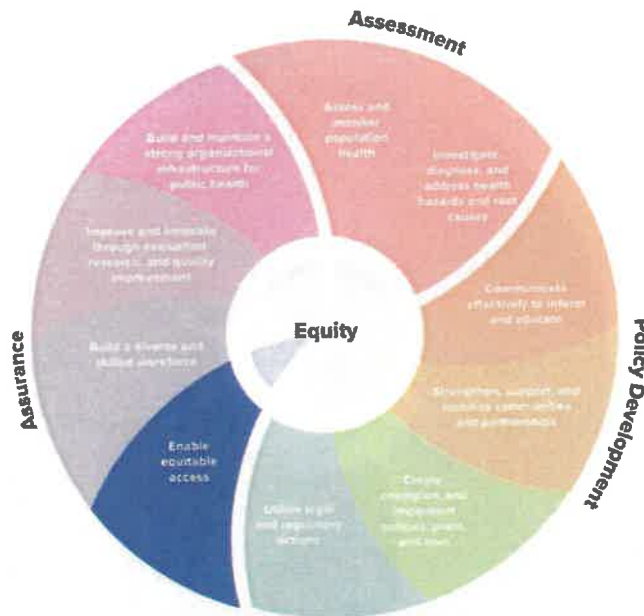 Assessment
Assess and
monitor
population
health
Investigate,
diagnose, and
address health
hazards and root
causes
Communicate
effectively to inform
and educate
Policy Development
Strengthen, support, and
mobilize communities
and partnerships
Create,
champion, and
implement
policies, plans,
and laws
Utilize legal
and regulatory
actions
Assurance
Enable
equitable
access
Build a diverse and
skilled workforce
Improve and innovate
through evaluation,
research, and quality
improvement
Build and maintain a
strong organizational
infrastructure for
public health
Equity